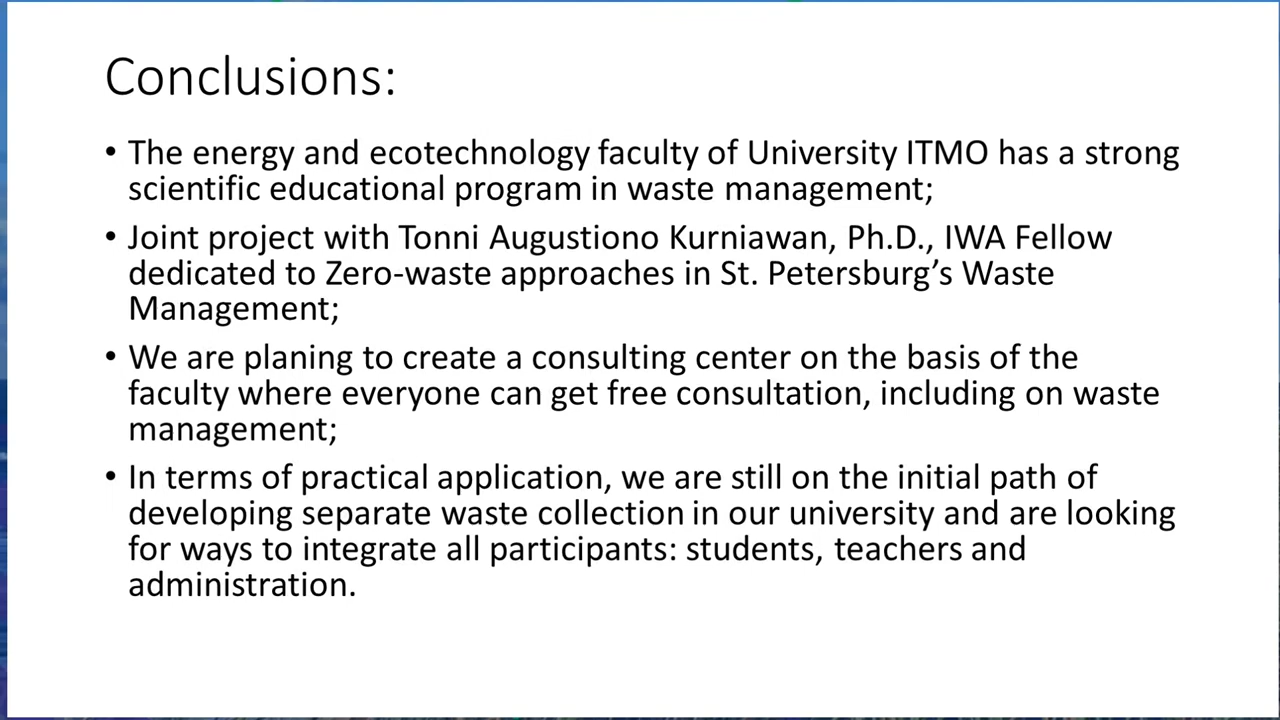 Conclusions:
• The energy and ecotechnology faculty of University ITMO has a strong
scientific educational program in waste management;
• Joint project with Tonni Augustiono Kurniawan, Ph.D., IWA Fellow
dedicated to Zero-waste approaches in St. Petersburg’s Waste
Management;
• We are planing to create a consulting center on the basis of the
faculty where everyone can get free consultation, including on waste
management;
• In terms of practical application, we are still on the initial path of
developing separate waste collection in our university and are looking
for ways to integrate all participants: students, teachers and
administration.